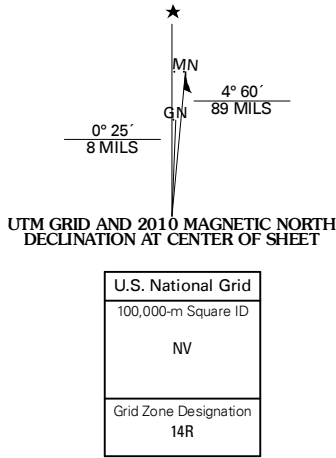 ★
MN
4° 60´
89 MILS
GN
0° 25´
8 MILS
UTM GRID AND 2010 MAGNETIC NORTH
DECLINATION AT CENTER OF SHEET
U.S. National Grid
100,000-m Square ID
NV
Grid Zone Designation
14R